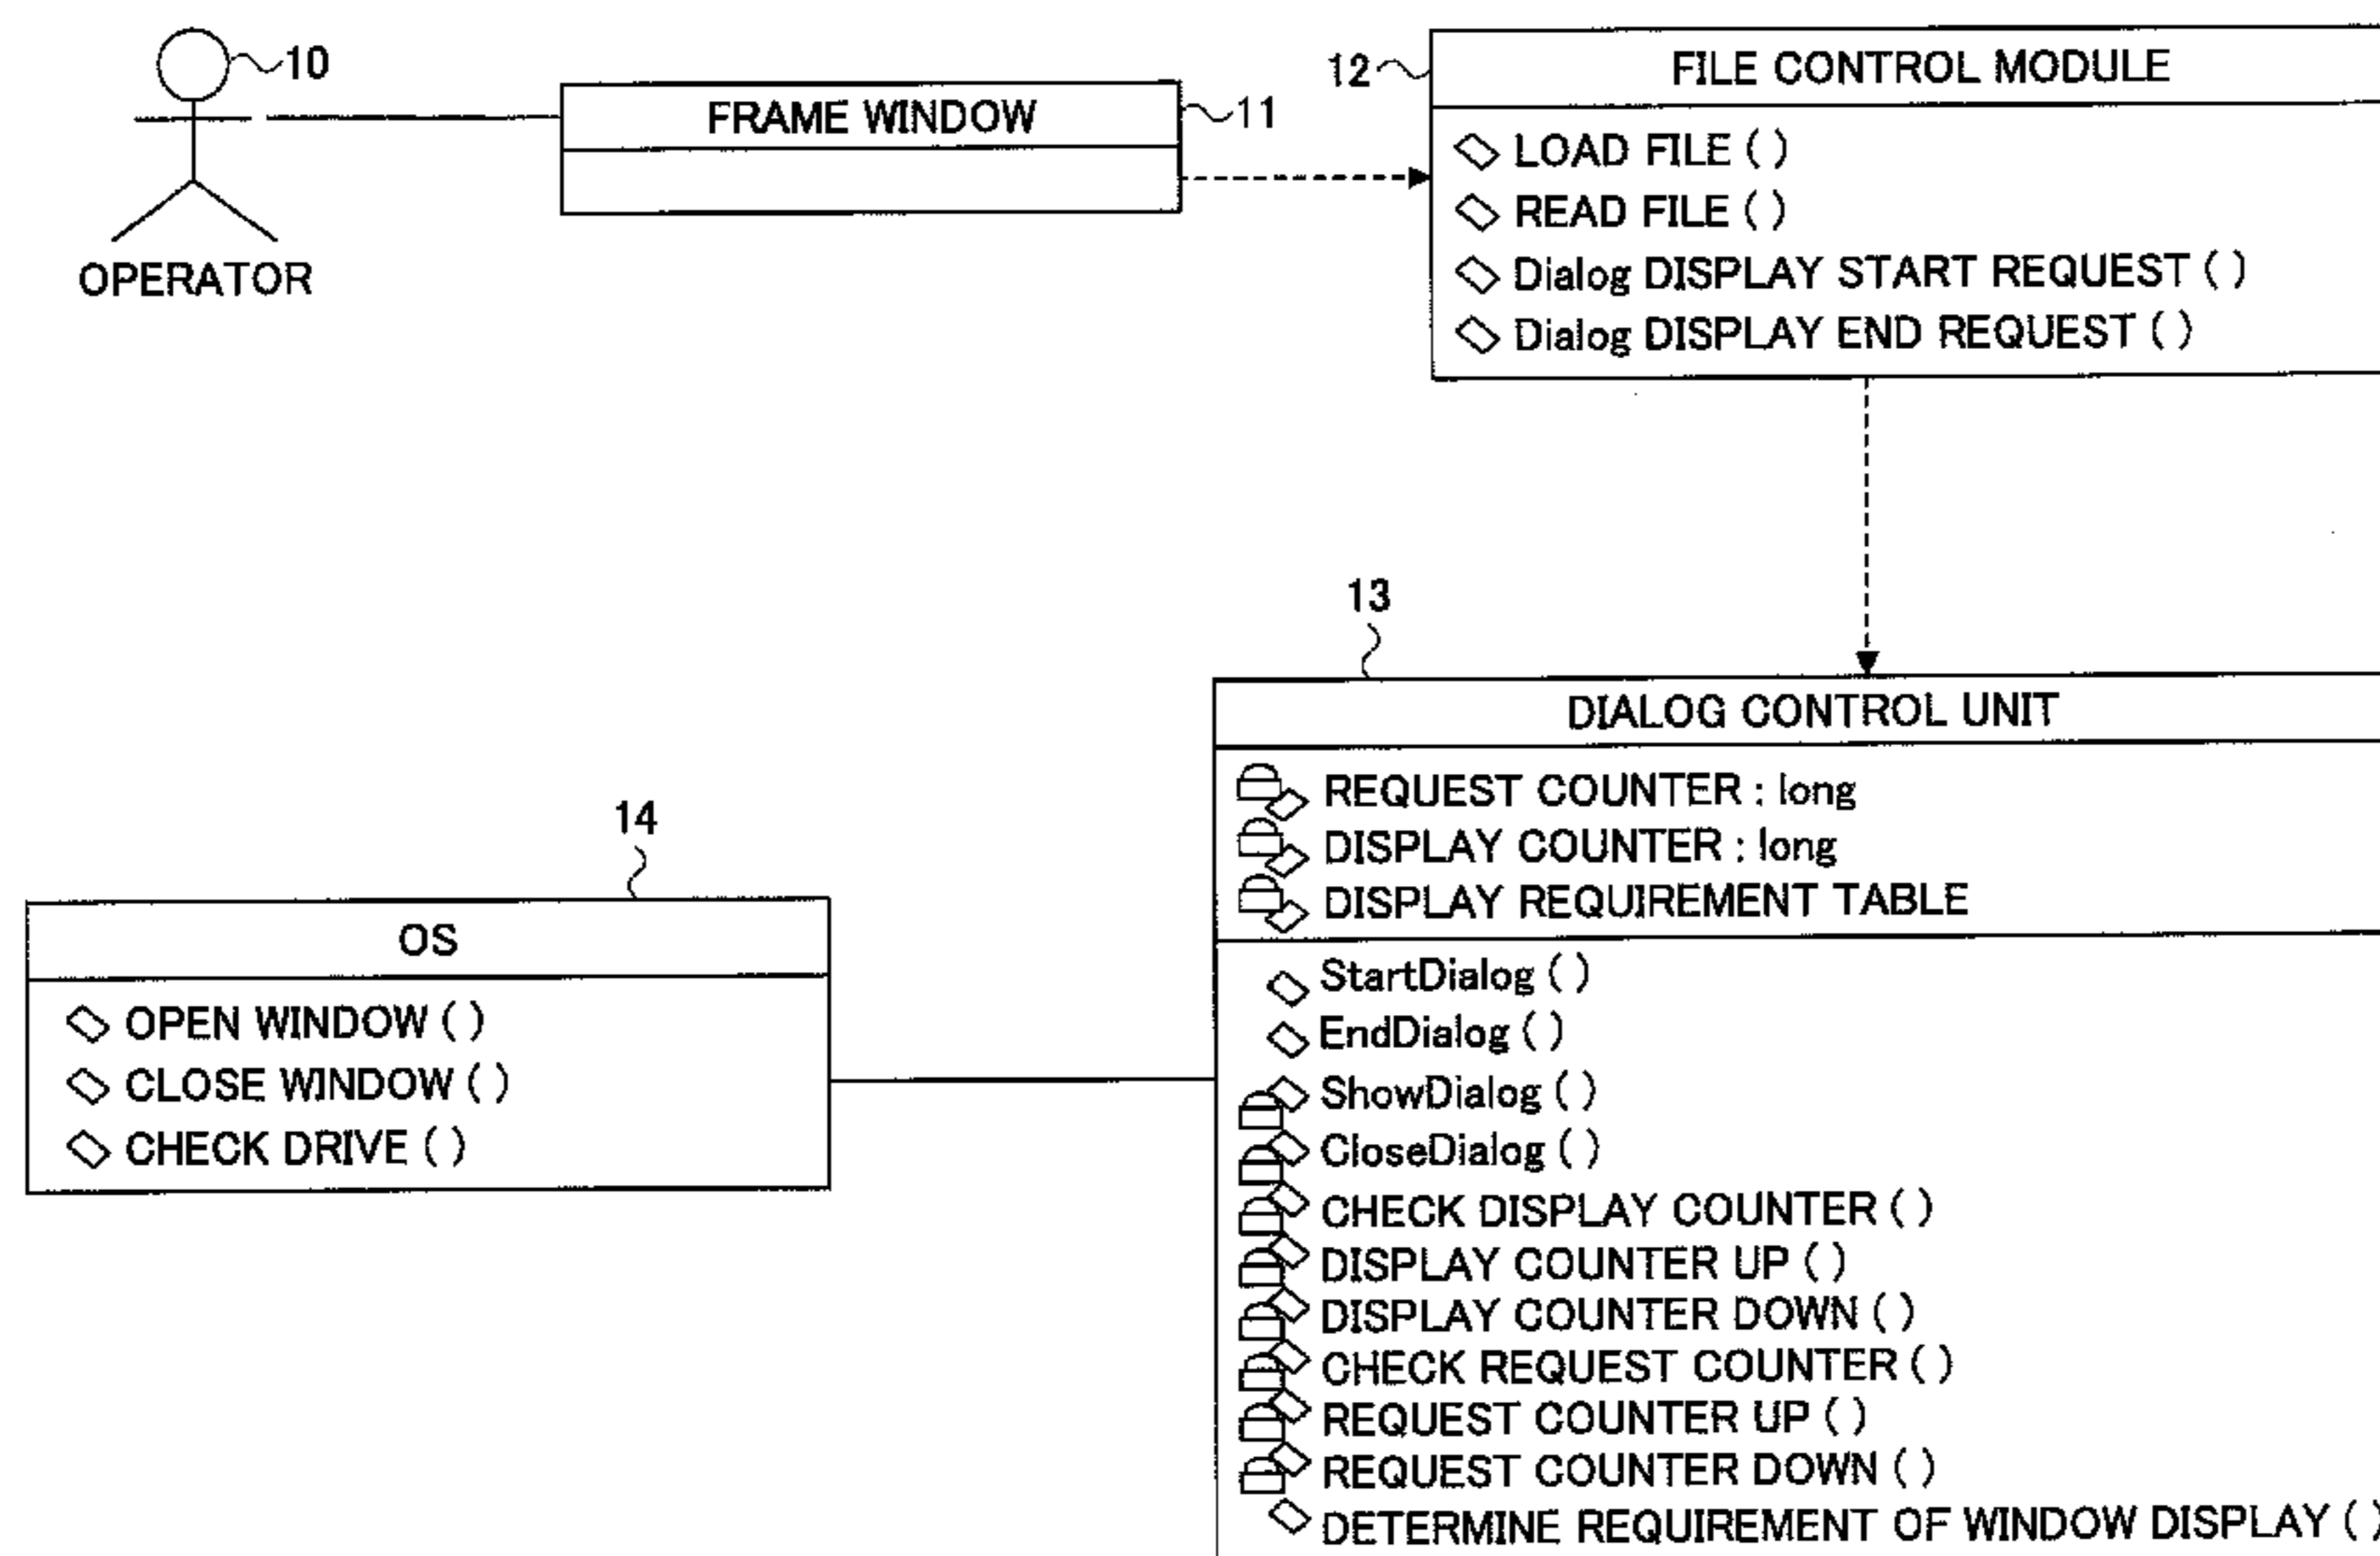 10
OPERATOR
FRAME WINDOW
11
12
FILE CONTROL MODULE
LOAD FILE ( )
READ FILE ( )
Dialog DISPLAY START REQUEST ( )
Dialog DISPLAY END REQUEST ( )
13
DIALOG CONTROL UNIT
REQUEST COUNTER : long
DISPLAY COUNTER : long
DISPLAY REQUIREMENT TABLE
StartDialog ( )
EndDialog ( )
ShowDialog ( )
CloseDialog ( )
CHECK DISPLAY COUNTER ( )
DISPLAY COUNTER UP ( )
DISPLAY COUNTER DOWN ( )
CHECK REQUEST COUNTER ( )
REQUEST COUNTER UP ( )
REQUEST COUNTER DOWN ( )
DETERMINE REQUIREMENT OF WINDOW DISPLAY ( )
14
OS
OPEN WINDOW ( )
CLOSE WINDOW ( )
CHECK DRIVE ( )